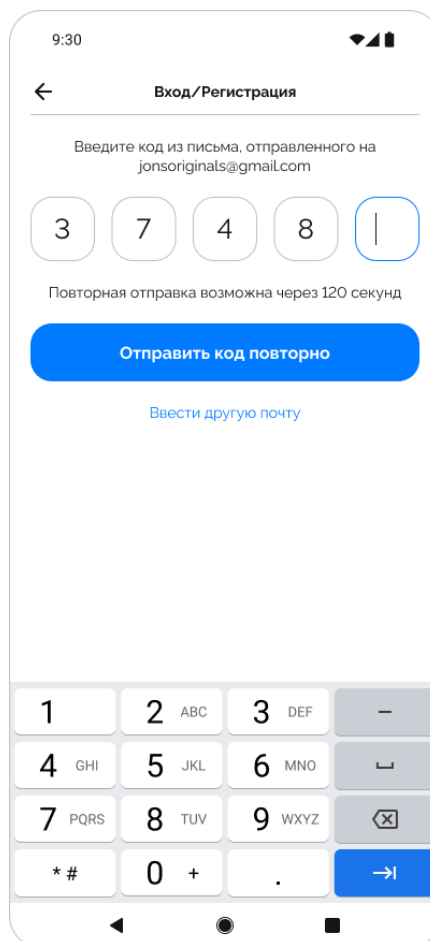 9:30
Вход/Регистрация
Введите код из письма, отправленного на
jonsoriginals@gmail.com
3 7 4 8
Повторная отправка возможна через 120 секунд
Отправить код повторно
Ввести другую почту
1 2 ABC 3 DEF –
4 GHI 5 JKL 6 MNO
7 PQRS 8 TUV 9 WXYZ
* # 0 + .